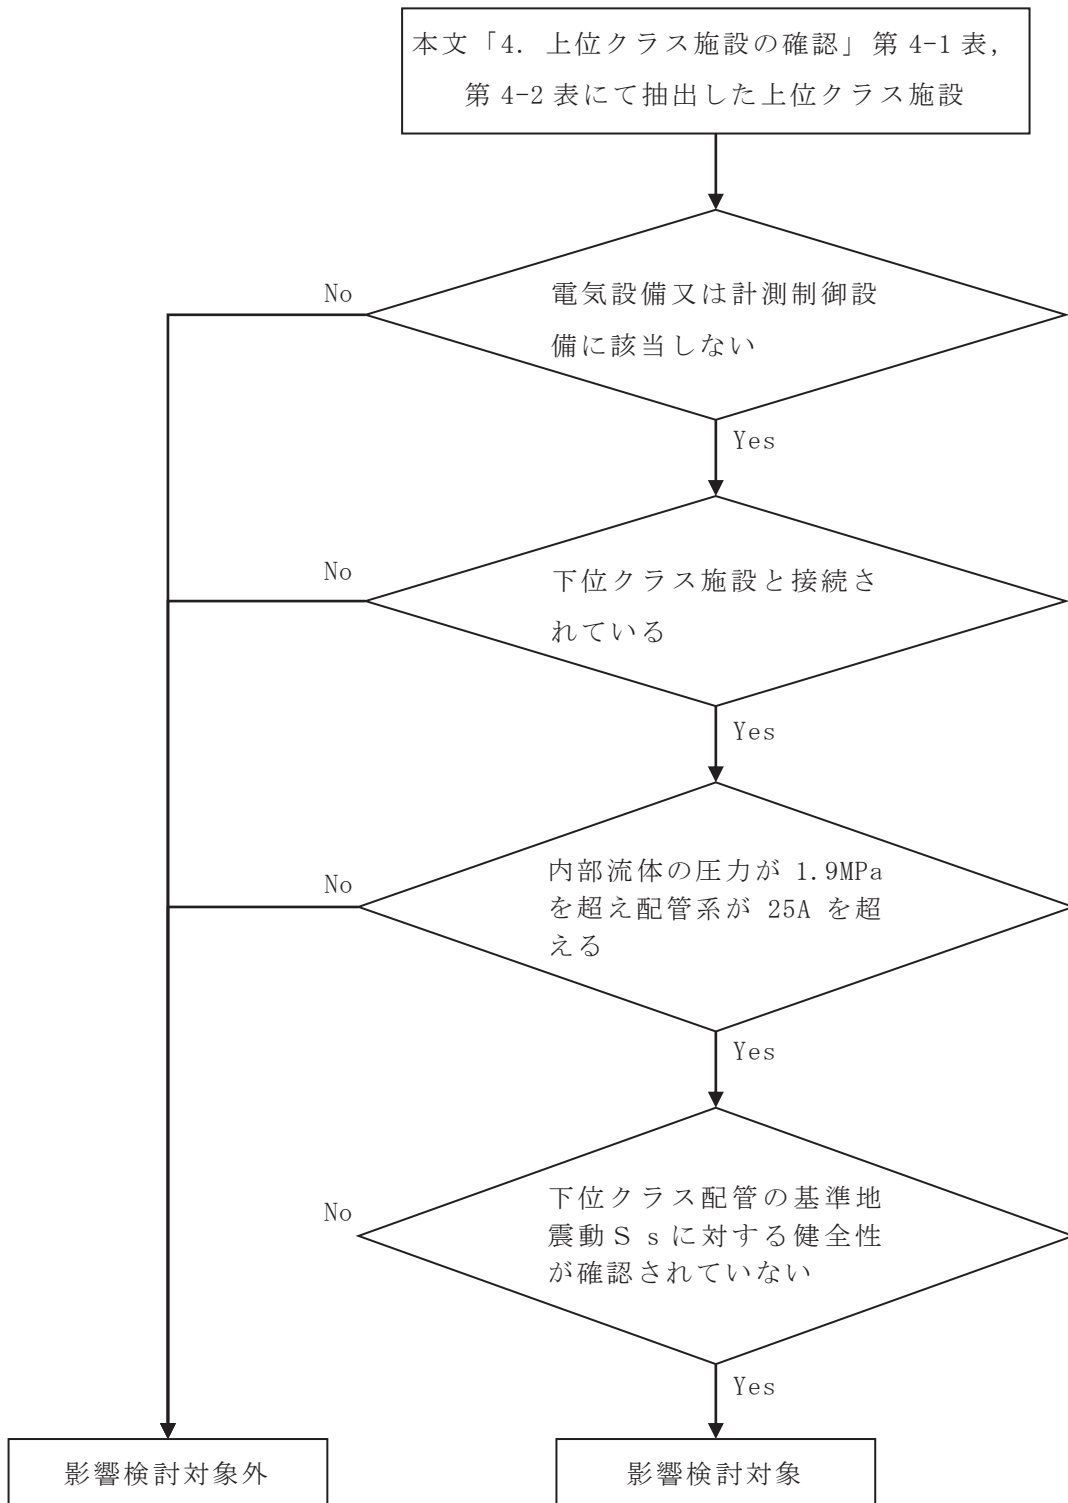 本文「4. 上位クラス施設の確認」第 4-1 表,
第 4-2 表にて抽出した上位クラス施設
No
電気設備又は計測制御設
備に該当しない
Yes
No
下位クラス施設と接続さ
れている
Yes
No
内部流体の圧力が 1.9MPa
を超え配管系が 25A を超
える
Yes
No
下位クラス配管の基準地
震動Ｓｓに対する健全性
が確認されていない
Yes
影響検討対象外
影響検討対象